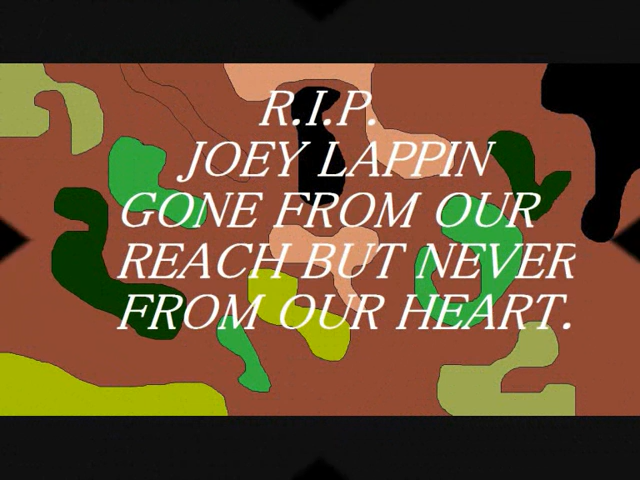 R.I.P.
JOEY LAPPIN
GONE FROM OUR
REACH BUT NEVER
FROM OUR HEART.